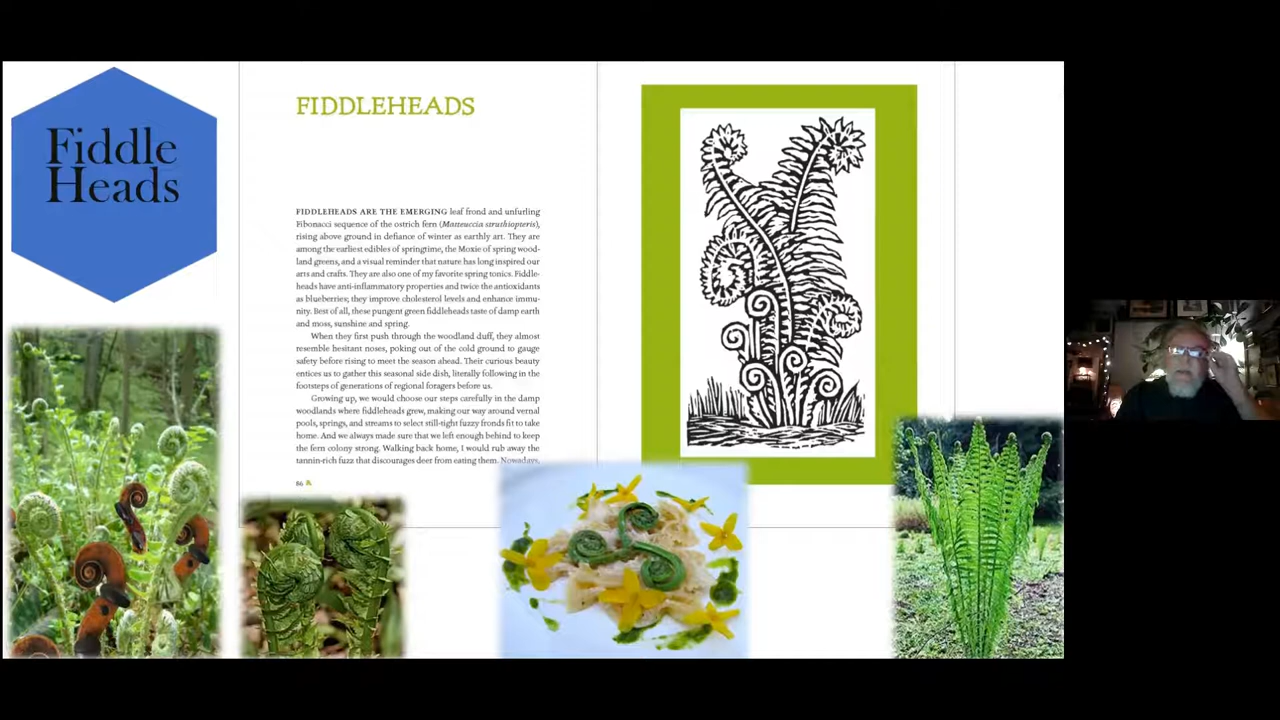 Fiddle
Heads
FIDDLEHEADS
FIDDLEHEADS ARE THE EMERGING leaf frond and unfurling
Fibonacci sequence of the ostrich fern (Matteuccia struthiopteris),
rising above ground in defiance of winter as earthly art. They are
among the earliest edibles of springtime, the Moxie of spring wood-
land greens, and a visual reminder that nature has long inspired our
arts and crafts. They are also one of my favorite spring tonics. Fiddle-
heads have anti-inflammatory properties and twice the antioxidants
as blueberries; they improve cholesterol levels and enhance immu-
nity. Best of all, these pungent green fiddleheads taste of damp earth
and moss, sunshine and spring.
When they first push through the woodland duff, they almost
resemble hesitant noses, poking out of the cold ground to gauge
safety before rising to meet the season ahead. Their curious beauty
entices us to gather this seasonal side dish, literally following in the
footsteps of generations of regional foragers before us.
Growing up, we would choose our steps carefully in the damp
woodlands where fiddleheads grew, making our way around vernal
pools, springs, and streams to select still-tight fuzzy fronds fit to take
home. And we always made sure that we left enough behind to keep
the fern colony strong. Walking back home, I would rub away the
tannin-rich fuzz that discourages deer from eating them. Nowadays,
86